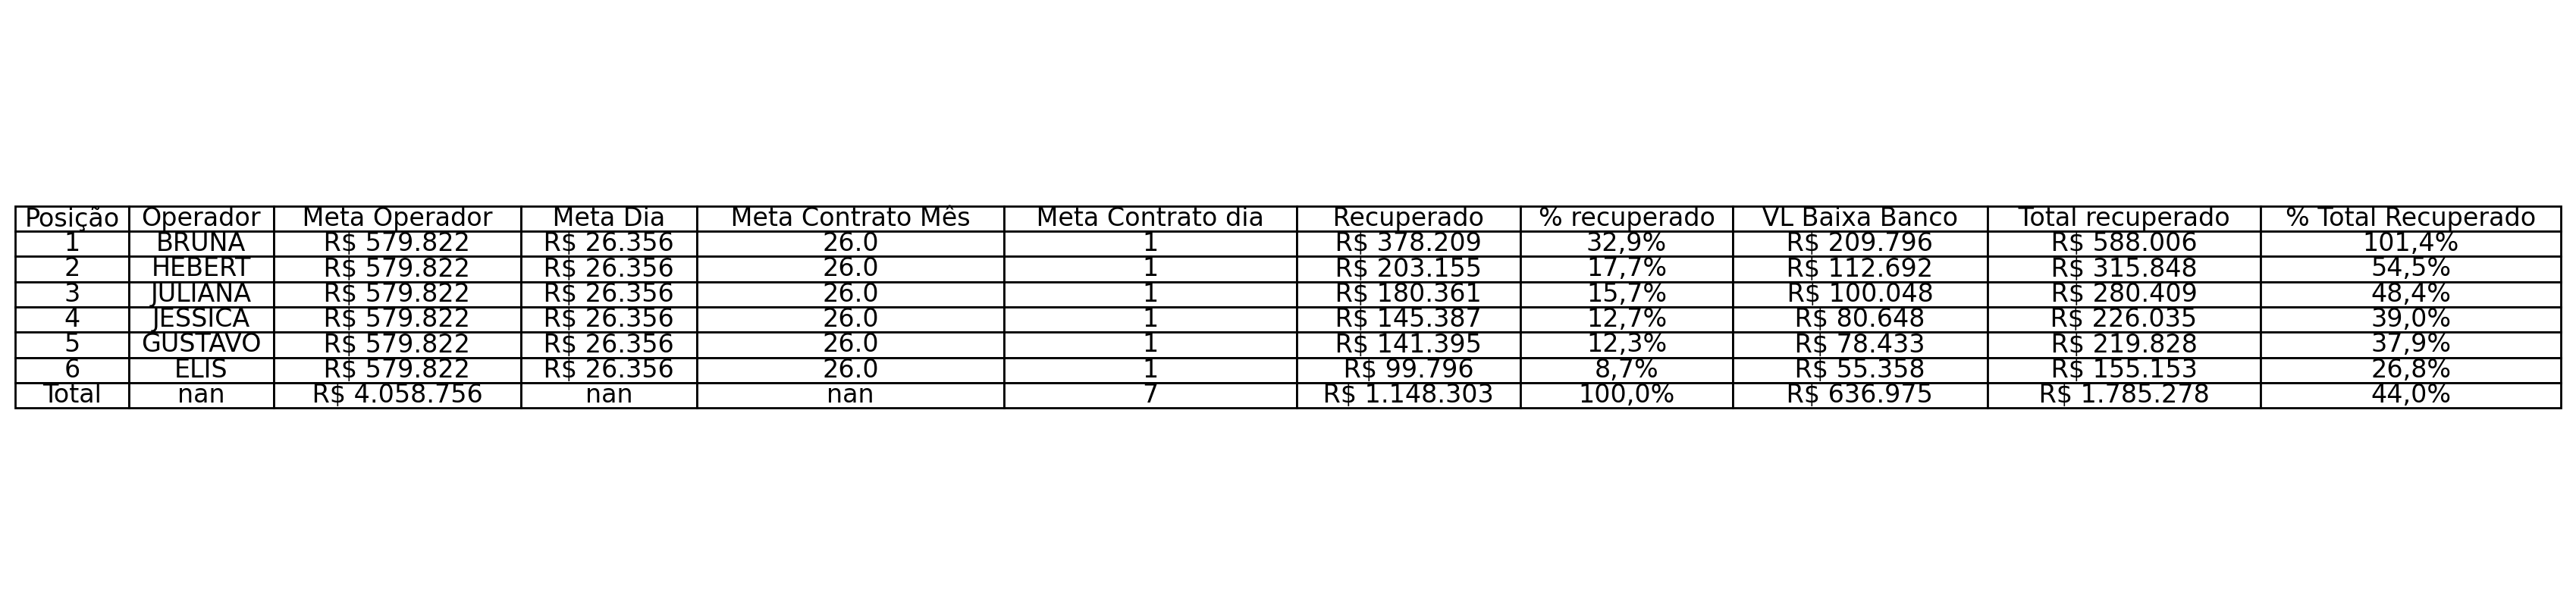 Posição Operador Meta Operador Meta Dia Meta Contrato Mês Meta Contrato dia Recuperado % recuperado VL Baixa Banco Total recuperado % Total Recuperado
1 BRUNA R$ 579.822 R$ 26.356 26.0 1 R$ 378.209 32,9% R$ 209.796 R$ 588.006 101,4%
2 HEBERT R$ 579.822 R$ 26.356 26.0 1 R$ 203.155 17,7% R$ 112.692 R$ 315.848 54,5%
3 JULIANA R$ 579.822 R$ 26.356 26.0 1 R$ 180.361 15,7% R$ 100.048 R$ 280.409 48,4%
4 JESSICA R$ 579.822 R$ 26.356 26.0 1 R$ 145.387 12,7% R$ 80.648 R$ 226.035 39,0%
5 GUSTAVO R$ 579.822 R$ 26.356 26.0 1 R$ 141.395 12,3% R$ 78.433 R$ 219.828 37,9%
6 ELIS R$ 579.822 R$ 26.356 26.0 1 R$ 99.796 8,7% R$ 55.358 R$ 155.153 26,8%
Total nan R$ 4.058.756 nan nan 7 R$ 1.148.303 100,0% R$ 636.975 R$ 1.785.278 44,0%